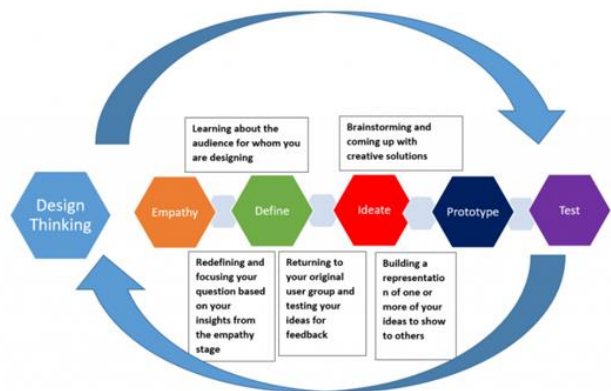 Learning about the
audience for whom you
are designing
Brainstorming and
coming up with
creative solutions
Design
Thinking
Empathy
Define
Ideate
Prototype
Test
Redefining and
focusing your
question based on
your
insights from
the empathy
stage
Returning to
your original
user group and
testing your
ideas for
feedback
Building a
representatio
n of one or
more of your
ideas to show
to others